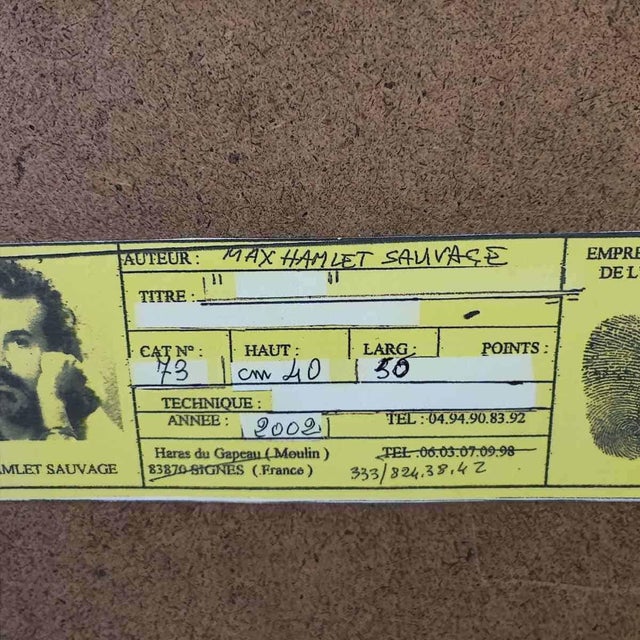 AUTEUR : MAX HAMLET SAUVAGE
TITRE : " "
CAT N° : HAUT : LARG : POINTS :
73 cm 40 50
TECHNIQUE :
ANNEE : 2002 TEL : 04.94.90.83.92
Haras du Gapeau ( Moulin ) TEL .06.03.07.09.98
83870 SIGNES ( France ) 333/824.38.42
AMLET SAUVAGE
EMPRE
DE L'